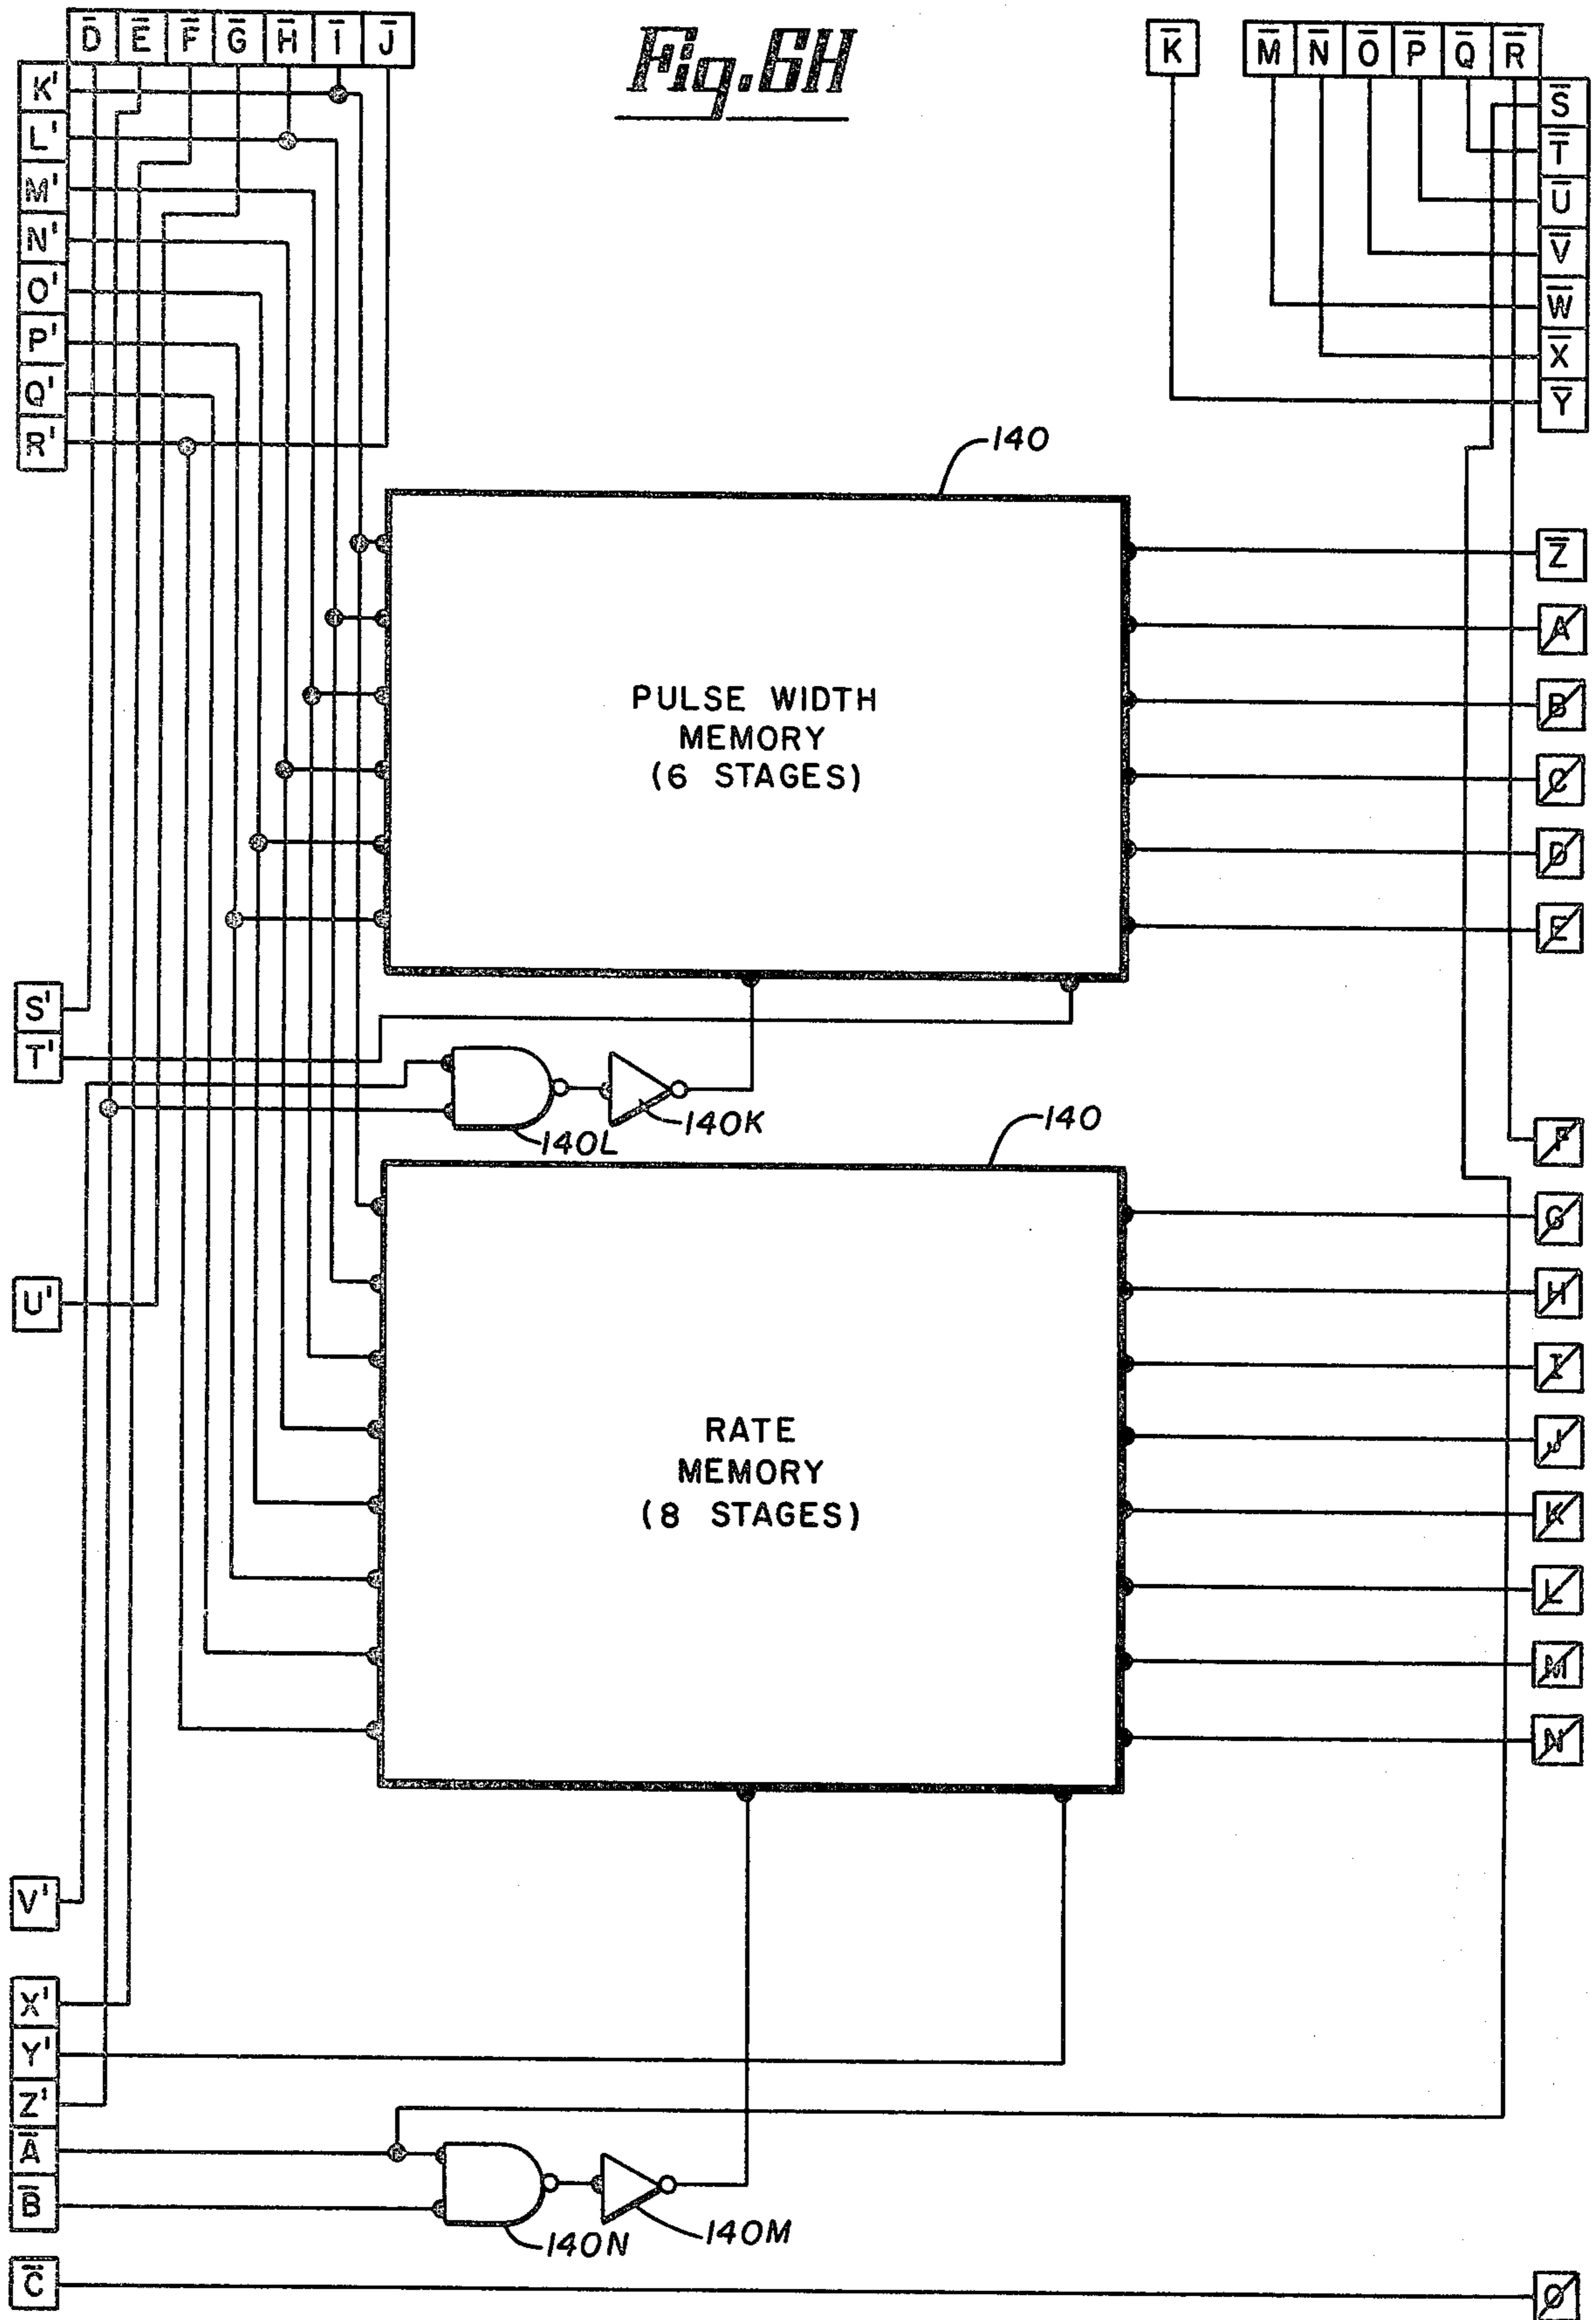 D̅ E̅ F̅ G̅ H̅ I̅ J̅
Fig. 6H
K̅
M̅ N̅ O̅ P̅ Q̅ R̅
K'
L'
M'
N'
O'
P'
Q'
R'
S̅
T̅
U̅
V̅
W̅
X̅
Y̅
140
PULSE WIDTH
MEMORY
(6 STAGES)
Z̅
A̸
B̸
C̸
D̸
E̸
S'
T'
140L
140K
140
F̸
U'
RATE
MEMORY
(8 STAGES)
G̸
H̸
I̸
J̸
K̸
L̸
M̸
N̸
V'
X'
Y'
Z'
A̅
B̅
140N
140M
C̅
O̸